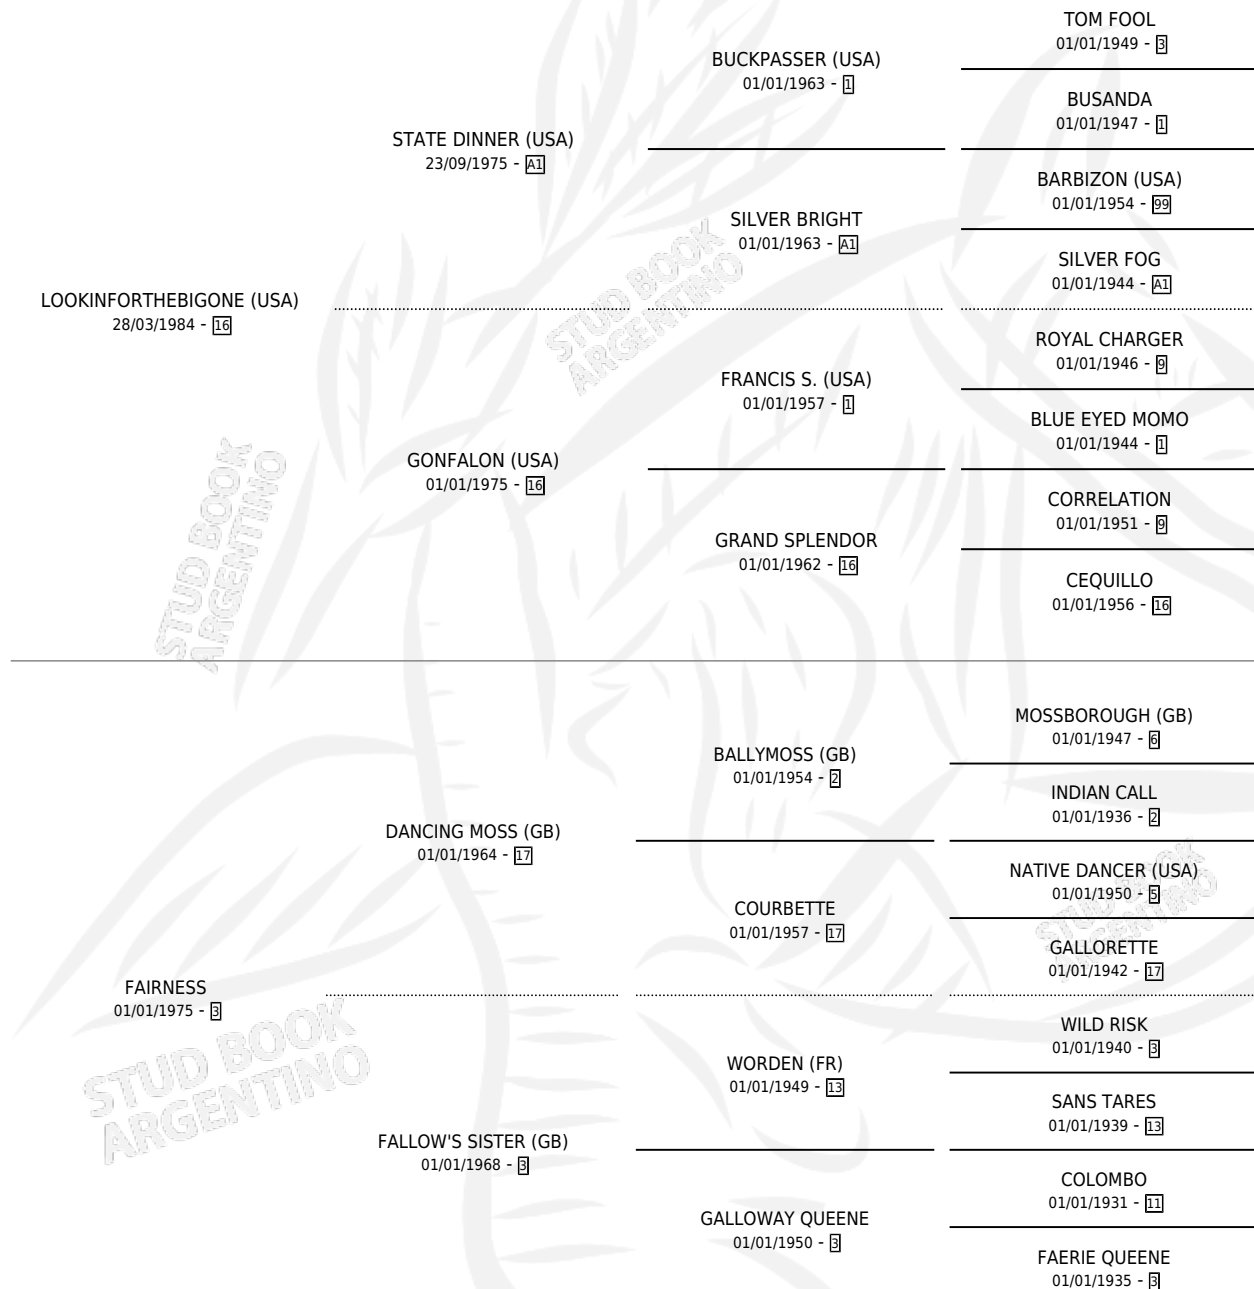 TOM FOOL
01/01/1949 - 3
BUCKPASSER (USA)
01/01/1963 - 1
BUSANDA
01/01/1947 - 1
STATE DINNER (USA)
23/09/1975 - A1
BARBIZON (USA)
01/01/1954 - 99
SILVER BRIGHT
01/01/1963 - A1
SILVER FOG
01/01/1944 - A1
LOOKINFORTHEBIGONE (USA)
28/03/1984 - 16
ROYAL CHARGER
01/01/1946 - 9
FRANCIS S. (USA)
01/01/1957 - 1
BLUE EYED MOMO
01/01/1944 - 1
GONFALON (USA)
01/01/1975 - 16
CORRELATION
01/01/1951 - 9
GRAND SPLENDOR
01/01/1962 - 16
CEQUILLO
01/01/1956 - 16
MOSSBOROUGH (GB)
01/01/1947 - 6
BALLYMOSS (GB)
01/01/1954 - 2
INDIAN CALL
01/01/1936 - 2
DANCING MOSS (GB)
01/01/1964 - 17
NATIVE DANCER (USA)
01/01/1950 - 5
COURBETTE
01/01/1957 - 17
GALLORETTE
01/01/1942 - 17
FAIRNESS
01/01/1975 - 3
WILD RISK
01/01/1940 - 3
WORDEN (FR)
01/01/1949 - 13
SANS TARES
01/01/1939 - 13
FALLOW'S SISTER (GB)
01/01/1968 - 3
COLOMBO
01/01/1931 - 11
GALLOWAY QUEENE
01/01/1950 - 3
FAERIE QUEENE
01/01/1935 - 3
STUD BOOK
ARGENTINO
STUD BOOK
ARGENTINO
STUD BOOK
ARGENTINO
STUD BOOK
ARGENTINO